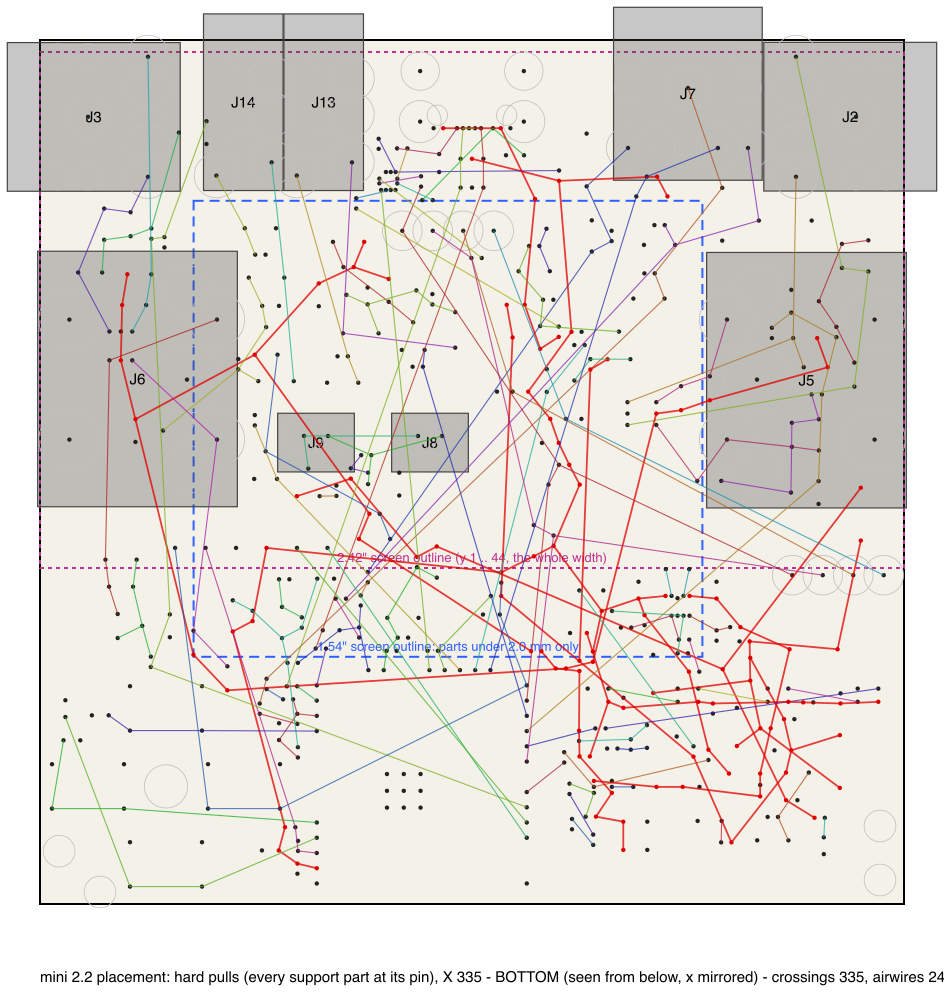 J14
J13
J7
J3
J2
J6
J5
J9
J8
2.42" screen outline (y 1 .. 44, the whole width)
1.54" screen outline: parts under 2.0 mm only
mini 2.2 placement: hard pulls (every support part at its pin), X 335 - BOTTOM (seen from below, x mirrored) - crossings 335, airwires 24